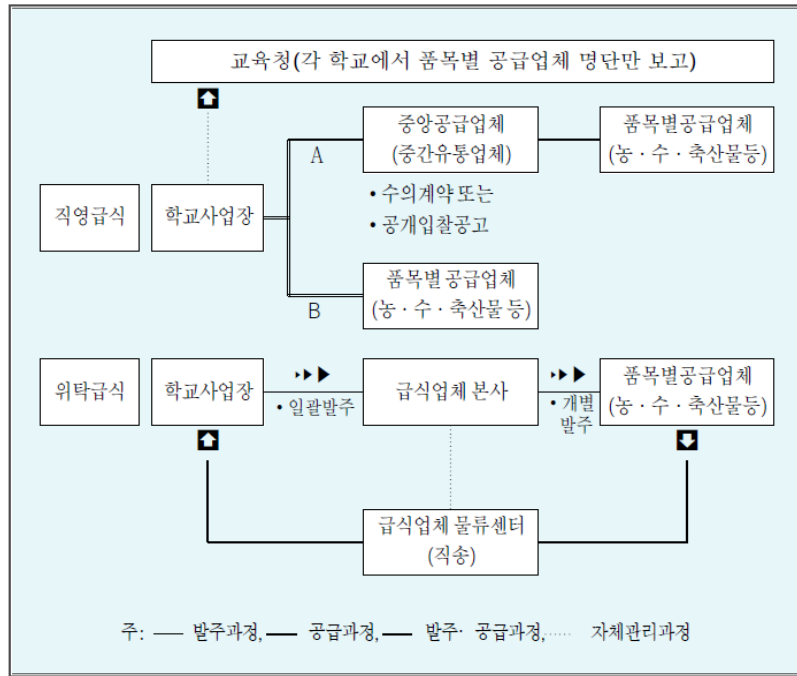 교육청(각 학교에서 품목별 공급업체 명단만 보고)
직영급식
학교사업장
A
중앙공급업체
(중간유통업체)
품목별공급업체
(농·수·축산물등)
• 수의계약 또는
• 공개입찰공고
B
품목별 공급업체
(농·수·축산물 등)
위탁급식
학교사업장
• 일괄발주
급식업체 본사
• 개별
발주
품목별공급업체
(농·수·축산물등)
급식업체 물류센터
(직송)
주: ── 발주과정, ── 공급과정, ── 발주· 공급과정, ······ 자체관리과정